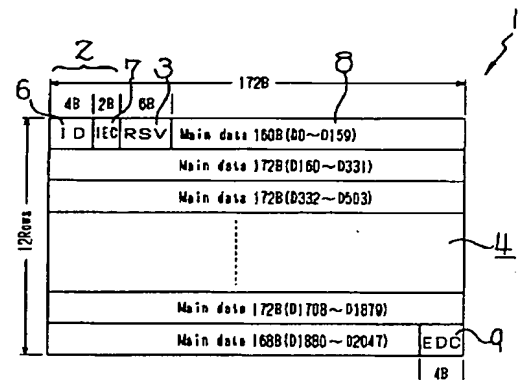 1
2
172B
8
6 7 3
4B 2B 6B
ID IEC RSV Main data 160B(D0~D159)
Main data 172B(D160~D331)
Main data 172B(D332~D503)
12Rows
4
Main data 172B(D1708~D1879)
Main data 168B(D1880~D2047) EDC 9
4B